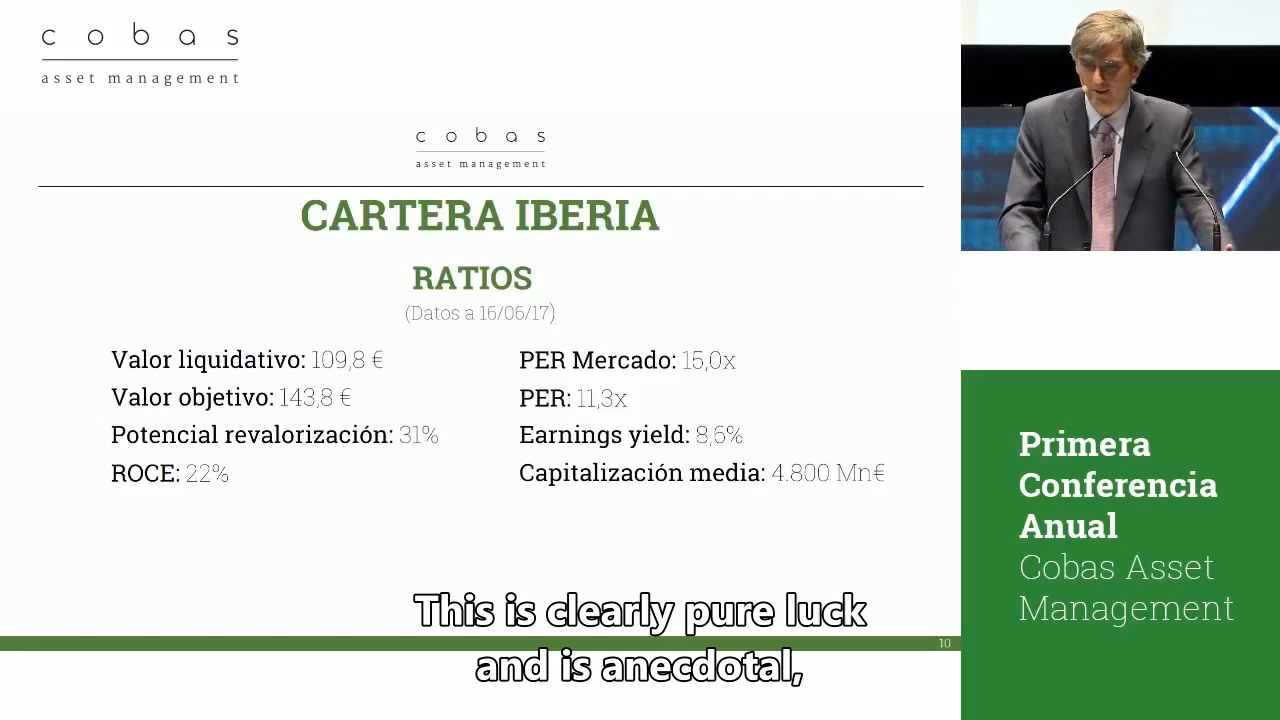 cobas
asset management
cobas
asset management
CARTERA IBERIA
RATIOS
(Datos a 16/06/17)
Valor liquidativo: 109,8 €
Valor objetivo: 143,8 €
Potencial revalorización: 31%
ROCE: 22%
PER Mercado: 15,0x
PER: 11,3x
Earnings yield: 8,6%
Capitalización media: 4.800 Mn€
10
Primera
Conferencia
Anual
Cobas Asset
Management
This is clearly pure luck
and is anecdotal,